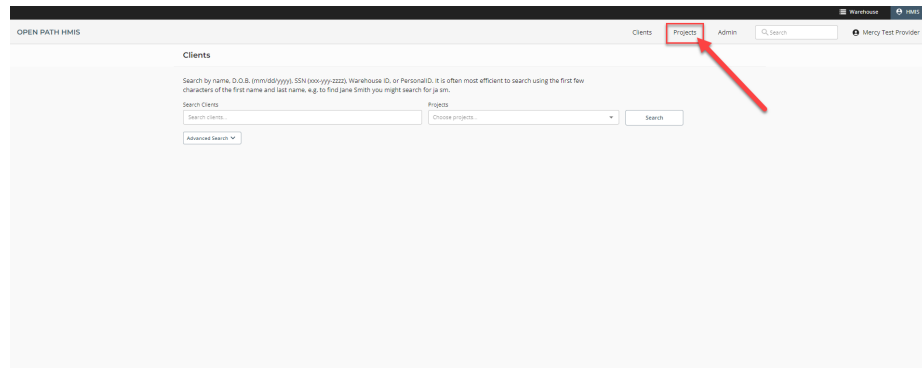 Warehouse HMIS
OPEN PATH HMIS Clients Projects Admin Search Mercy Test Provider
Clients
Search by name, D.O.B. (mm/dd/yyyy), SSN (xxx-yyy-zzzz), Warehouse ID, or PersonalID. It is often most efficient to search using the first few
characters of the first name and last name, e.g. to find Jane Smith you might search for ja sm.
Search Clients Projects
Search clients... Choose projects... Search
Advanced Search